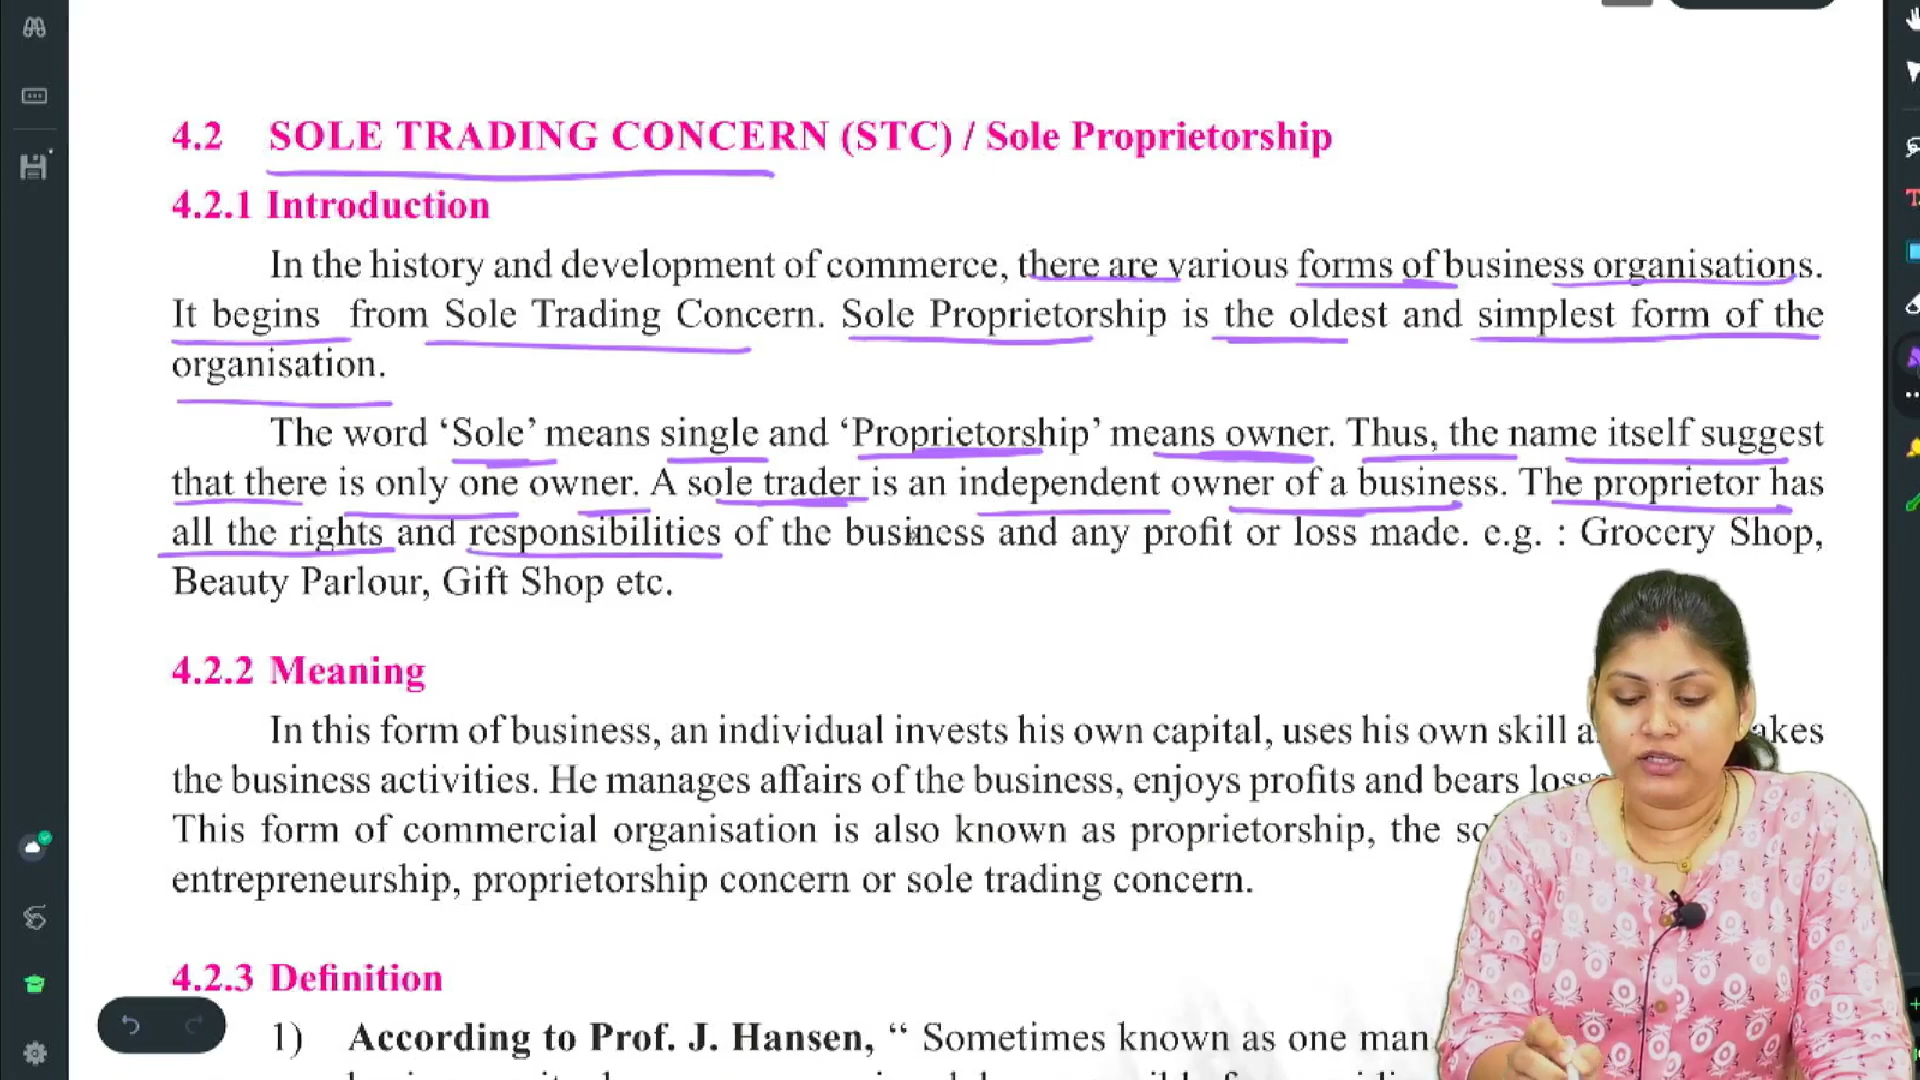 4.2 SOLE TRADING CONCERN (STC) / Sole Proprietorship
4.2.1 Introduction
In the history and development of commerce, there are various forms of business organisations.
It begins from Sole Trading Concern. Sole Proprietorship is the oldest and simplest form of the
organisation.
The word ‘Sole’ means single and ‘Proprietorship’ means owner. Thus, the name itself suggest
that there is only one owner. A sole trader is an independent owner of a business. The proprietor has
all the rights and responsibilities of the business and any profit or loss made. e.g. : Grocery Shop,
Beauty Parlour, Gift Shop etc.
4.2.2 Meaning
In this form of business, an individual invests his own capital, uses his own skill
the business activities. He manages affairs of the business, enjoys profits and bears
This form of commercial organisation is also known as proprietorship, the
entrepreneurship, proprietorship concern or sole trading concern.
4.2.3 Definition
1) According to Prof. J. Hansen, “ Sometimes known as one man